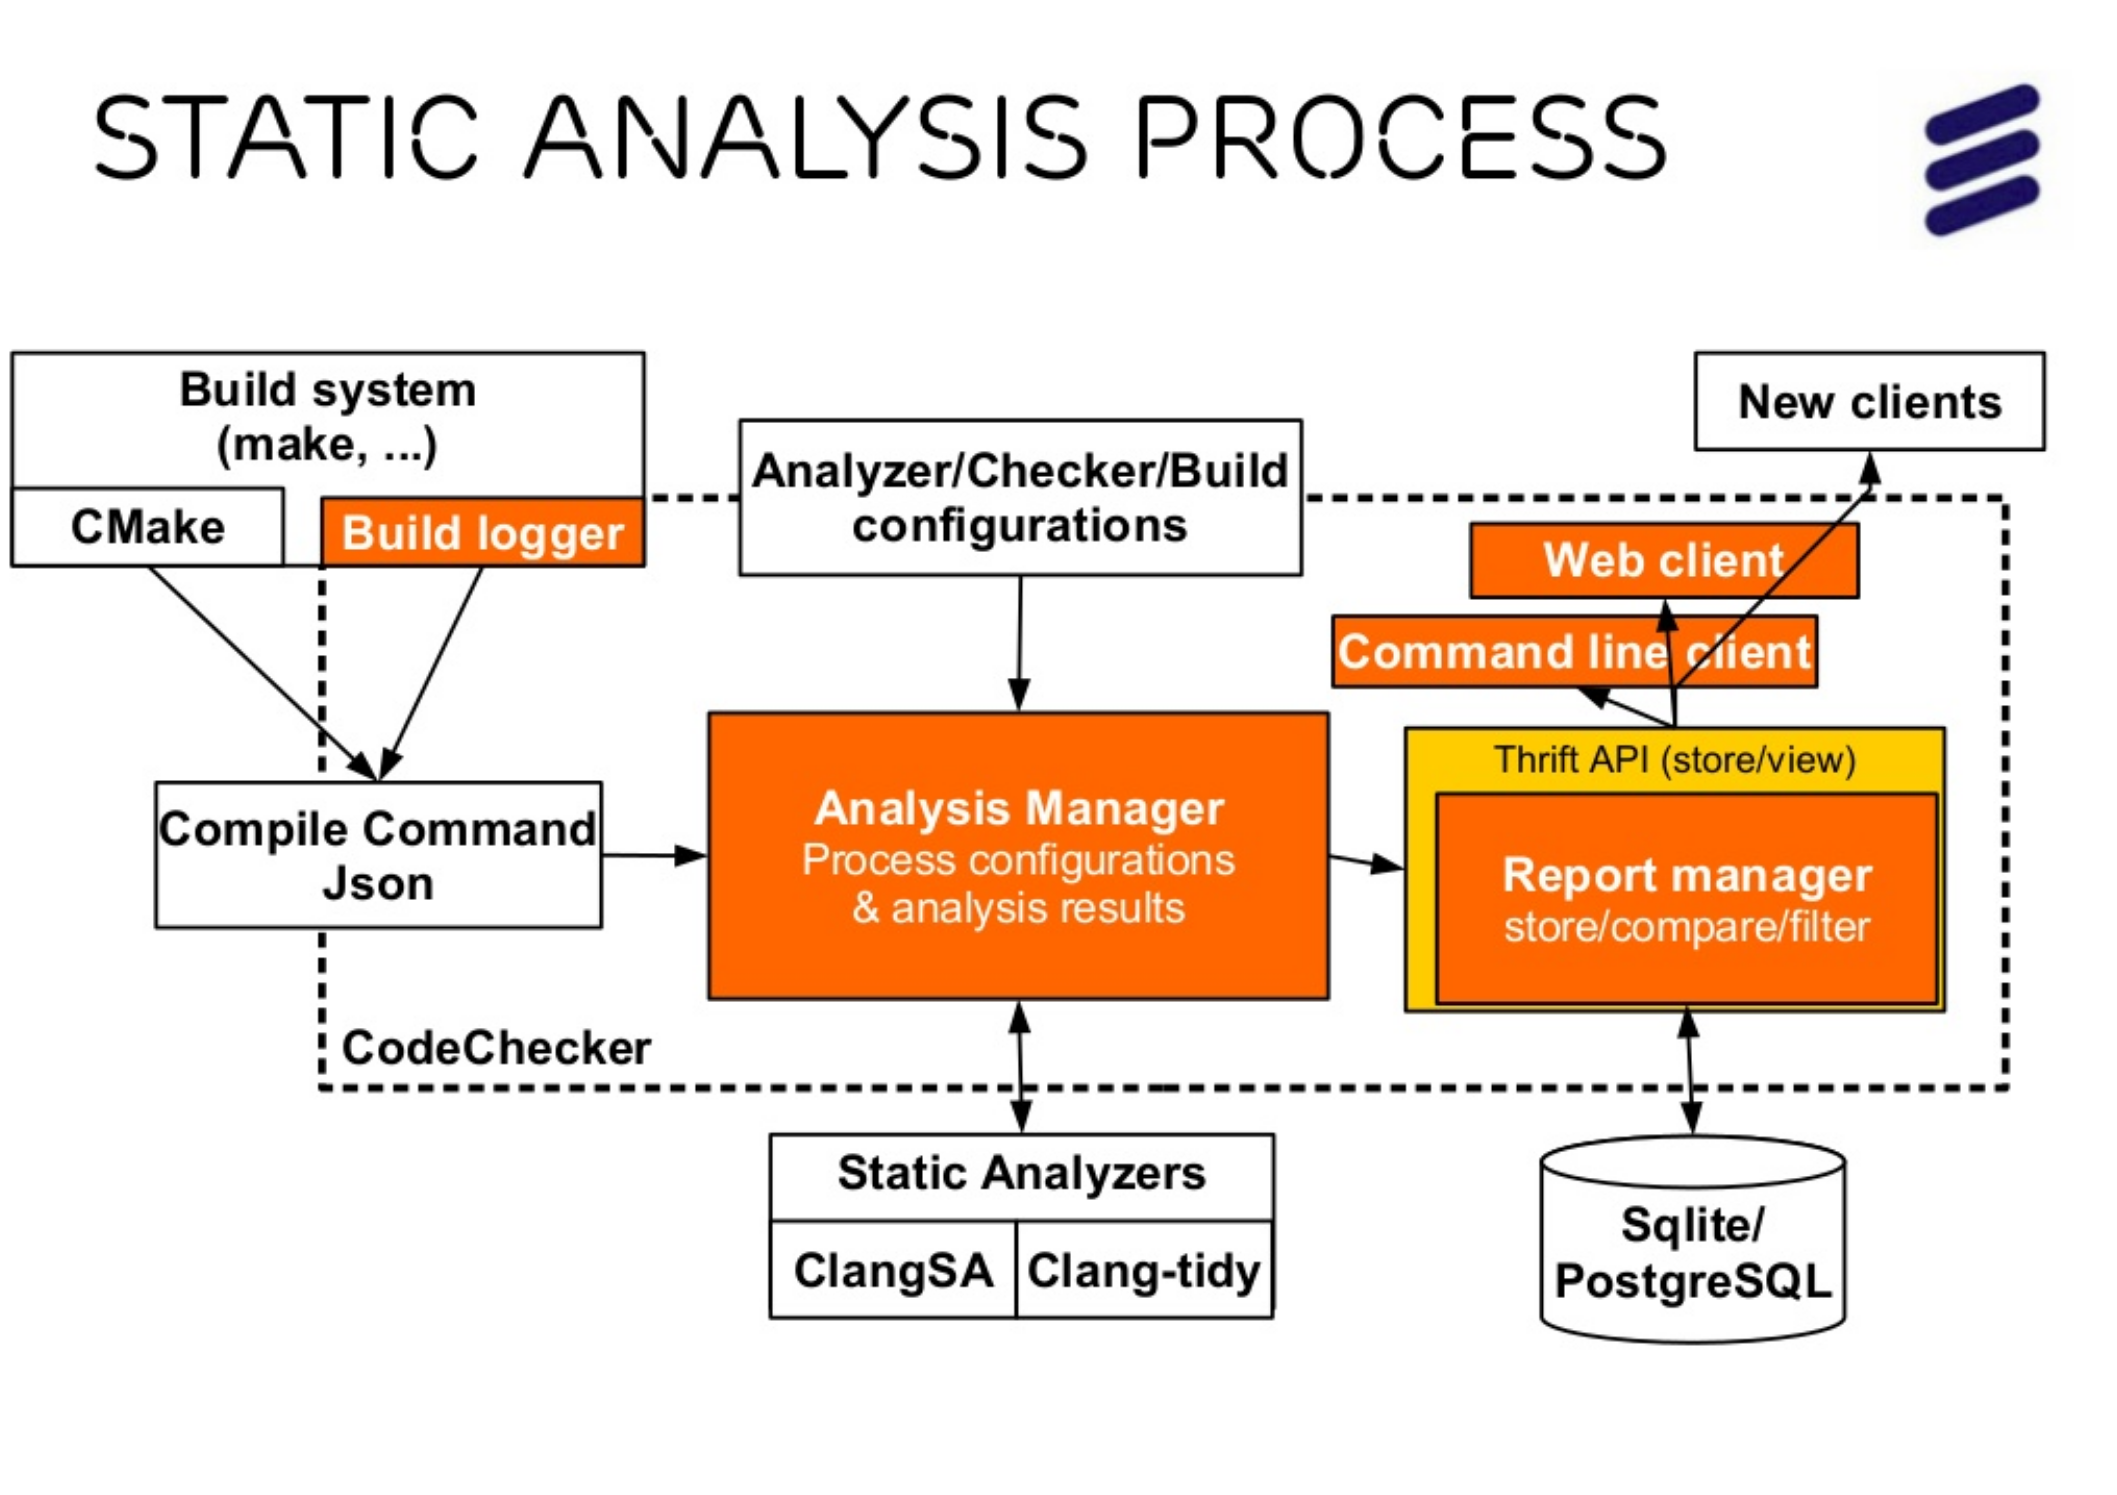 STATIC ANALYSIS PROCESS
Build system
(make, ...)
CMake
Build logger
Analyzer/Checker/Build
configurations
New clients
Web client
Command line client
Compile Command
Json
Analysis Manager
Process configurations
& analysis results
Thrift API (store/view)
Report manager
store/compare/filter
CodeChecker
Static Analyzers
ClangSA
Clang-tidy
Sqlite/
PostgreSQL